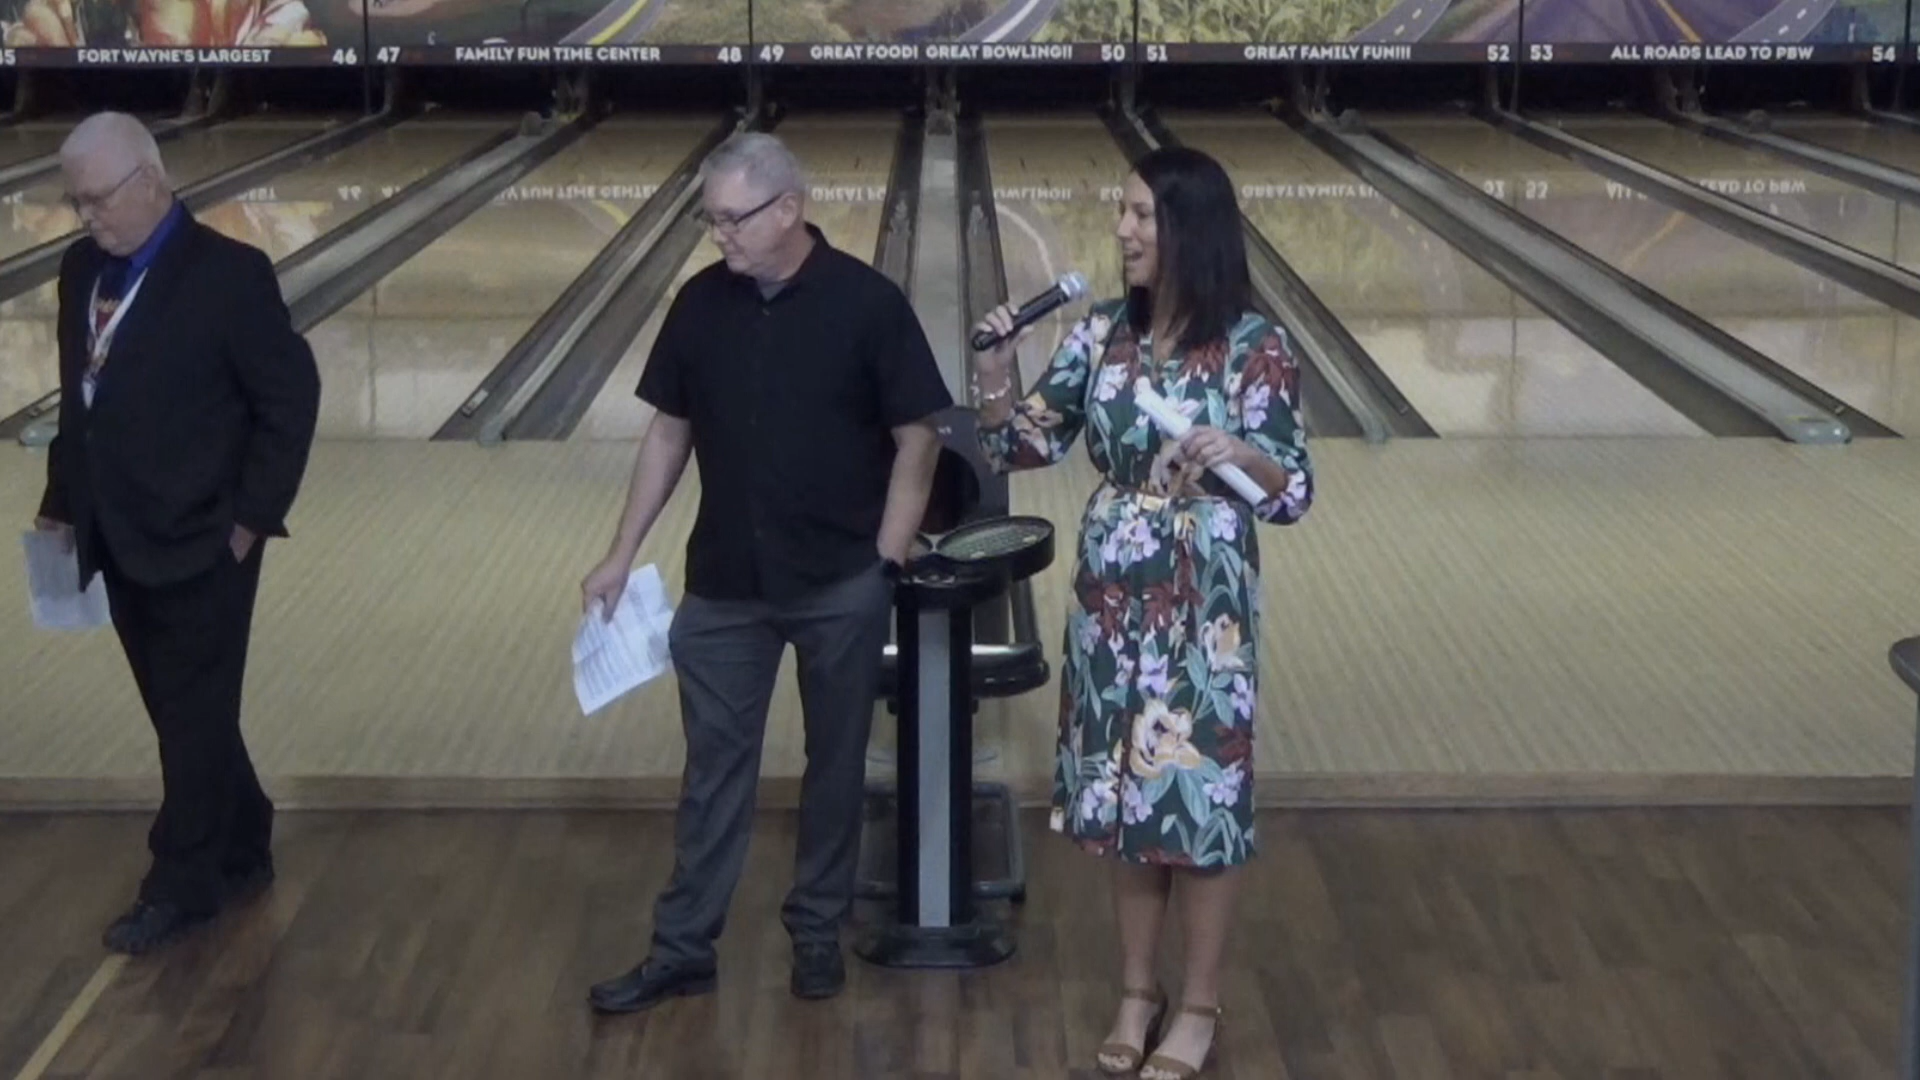 45 FORT WAYNE'S LARGEST 46 47 FAMILY FUN TIME CENTER 48 49 GREAT FOOD! GREAT BOWLING!! 50 51 GREAT FAMILY FUN!!! 52 53 ALL ROADS LEAD TO PBW 54